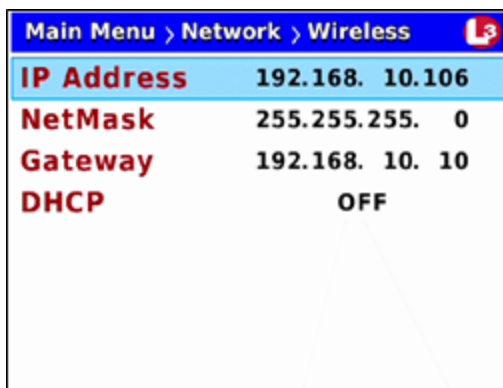 Main Menu > Network > Wireless L3
IP Address 192.168. 10.106
NetMask 255.255.255. 0
Gateway 192.168. 10. 10
DHCP OFF